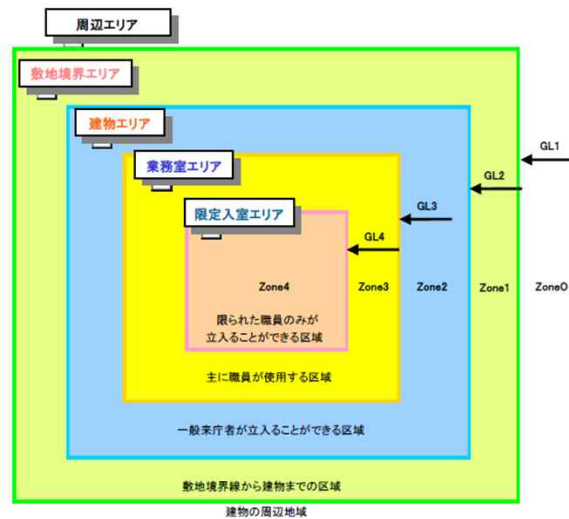 周辺エリア
敷地境界エリア
建物エリア
業務室エリア
限定入室エリア
GL1
GL2
GL3
GL4
Zone4
Zone3
Zone2
Zone1
Zone0
限られた職員のみが
立入ることができる区域
主に職員が使用する区域
一般来庁者が立入ることができる区域
敷地境界線から建物までの区域
建物の周辺地域